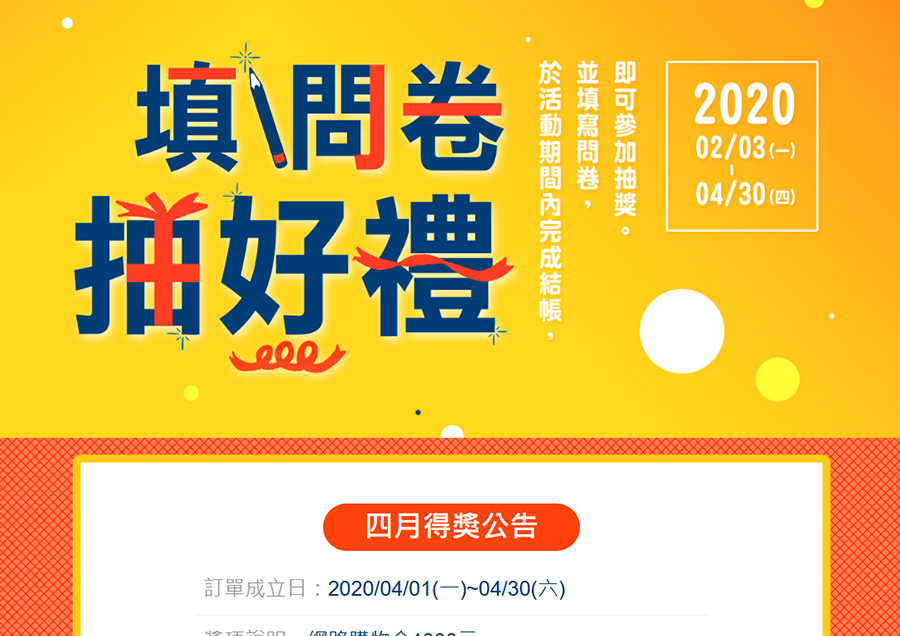 填問卷
抽好禮
於活動期間內完成結帳，
並填寫問卷，
即可參加抽獎。
2020
02/03(一)
-
04/30(四)
四月得獎公告
訂單成立日：2020/04/01(一)~04/30(六)